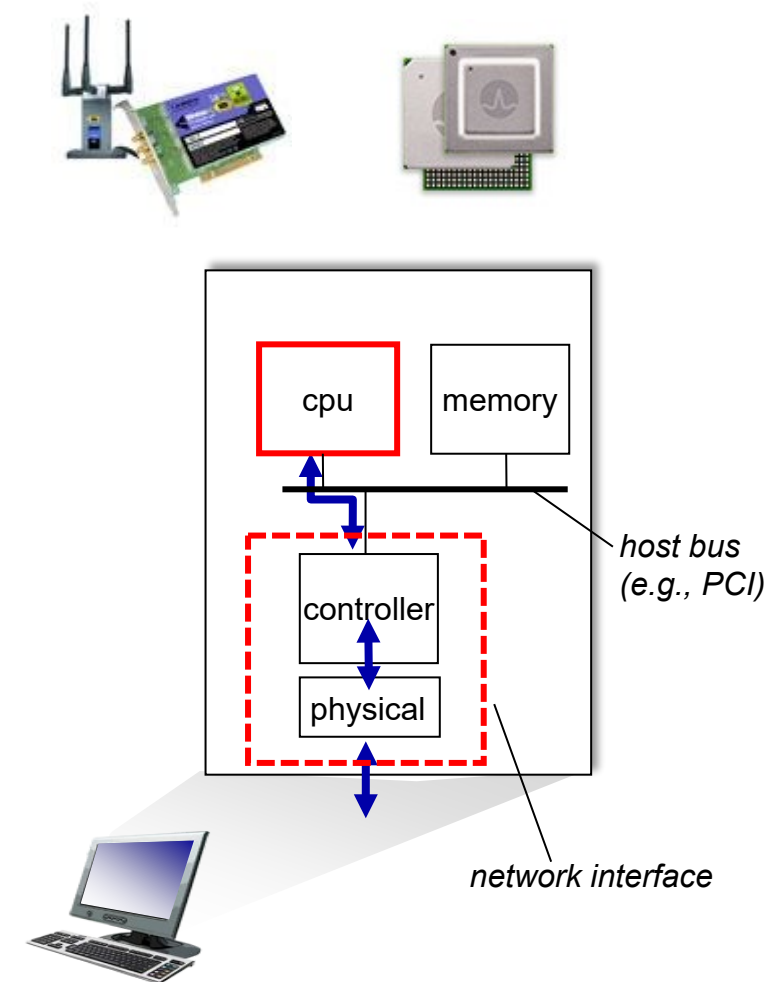 cpu
memory
host bus
(e.g., PCI)
controller
physical
network interface